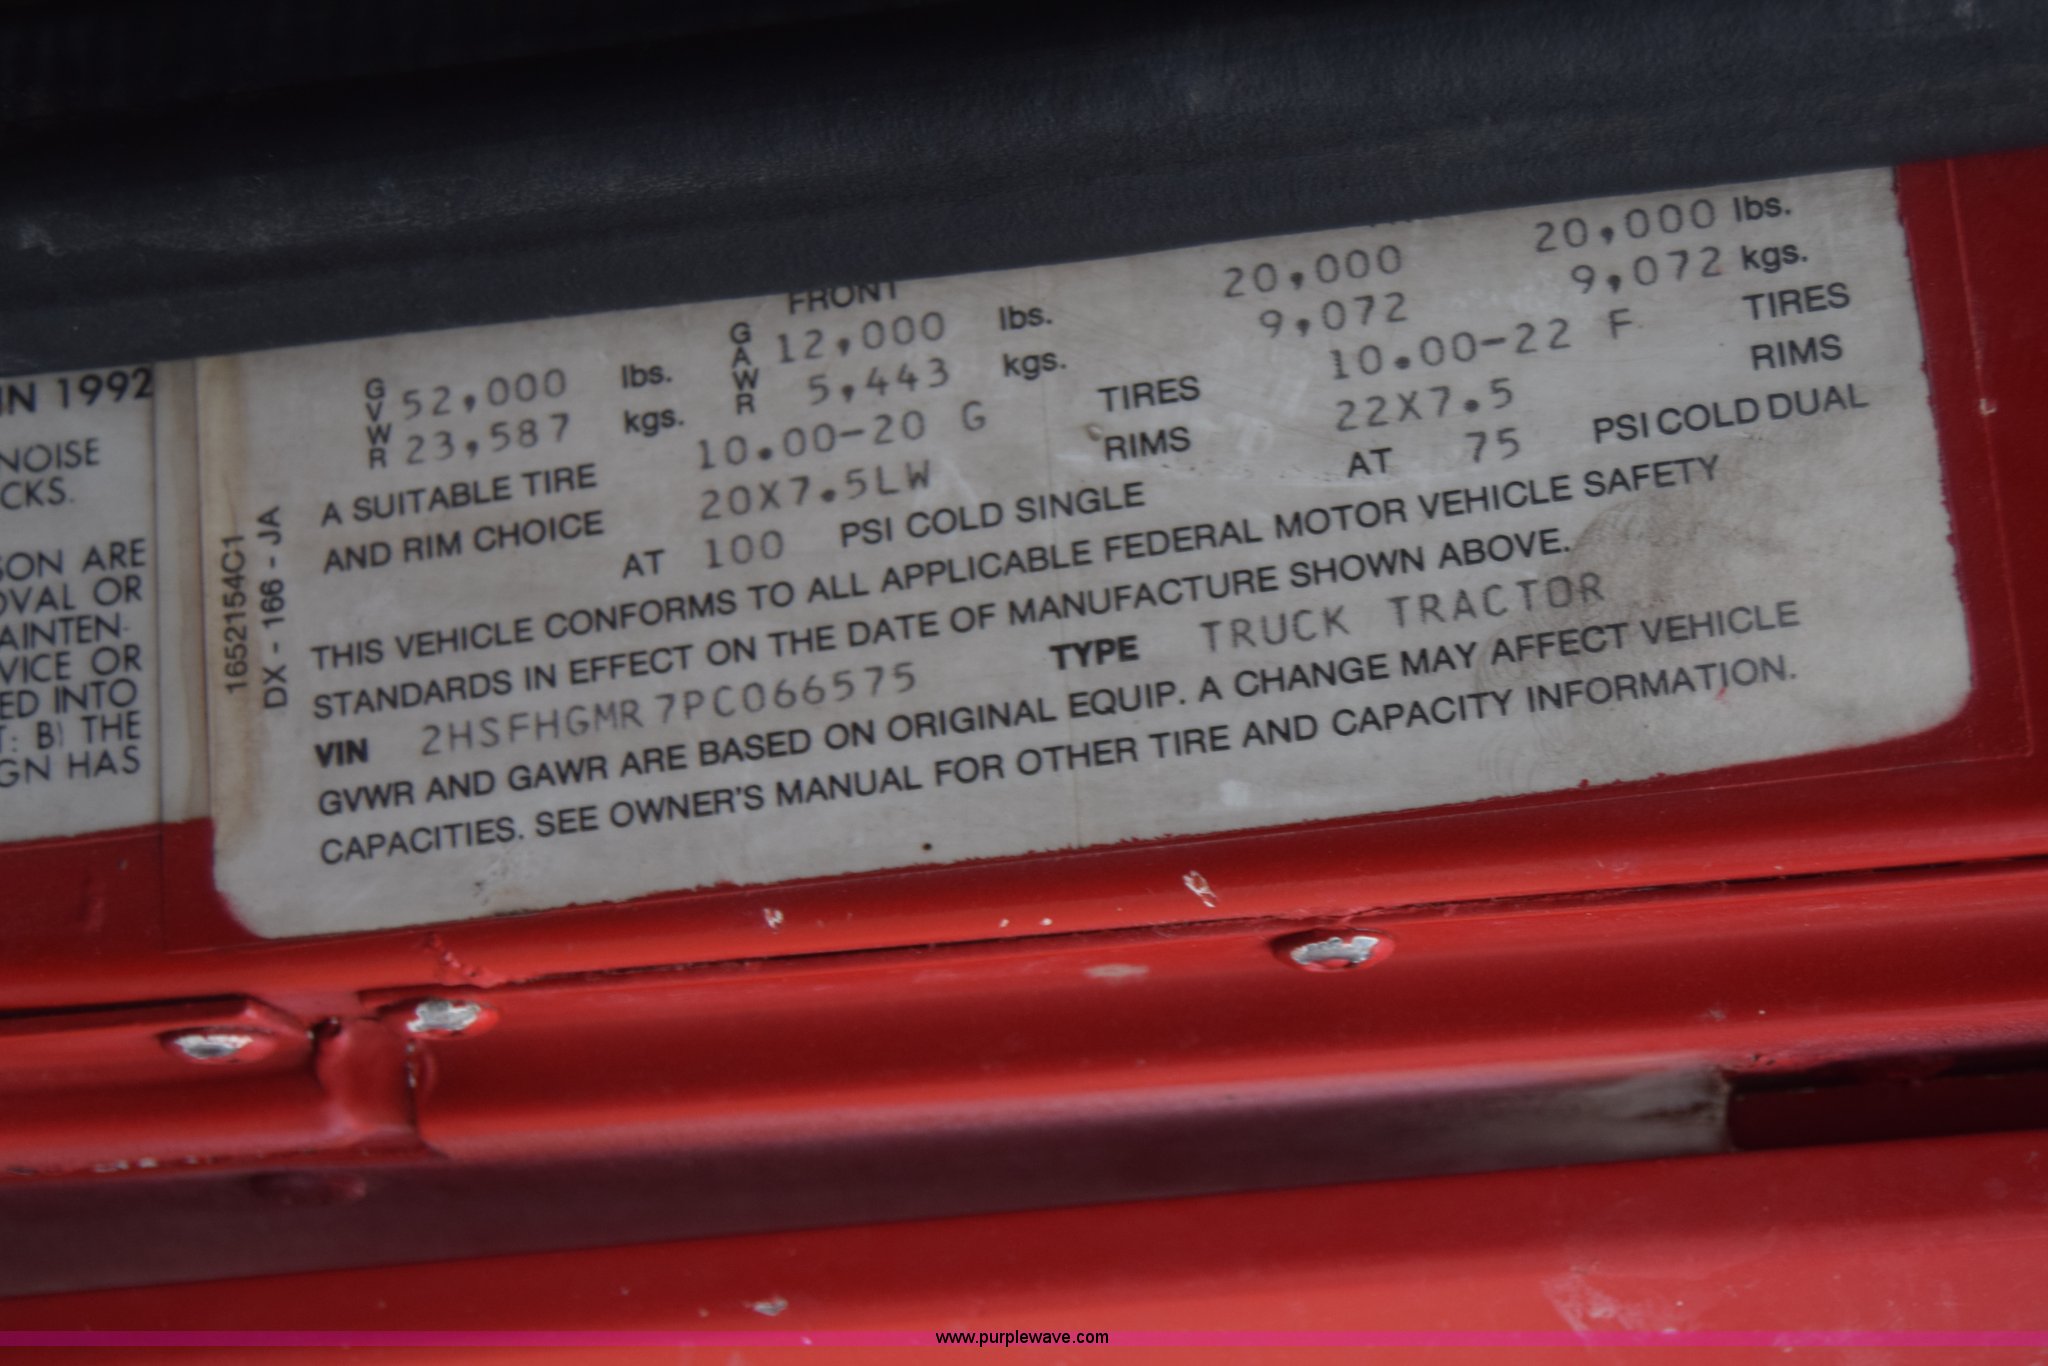 IN 1992
NOISE
CKS.
SON ARE
OVAL OR
AINTEN-
VICE OR
ED INTO
T: B) THE
GN HAS
1652154C1
DX - 166 - JA
FRONT
GVWR 52,000 lbs. GAWR 12,000 lbs. 20,000 20,000 lbs.
23,587 kgs. 5,443 kgs. 9,072 9,072 kgs.
A SUITABLE TIRE 10.00-20 G TIRES 10.00-22 F TIRES
AND RIM CHOICE 20X7.5LW RIMS 22X7.5 RIMS
AT 100 PSI COLD SINGLE AT 75 PSI COLD DUAL
THIS VEHICLE CONFORMS TO ALL APPLICABLE FEDERAL MOTOR VEHICLE SAFETY
STANDARDS IN EFFECT ON THE DATE OF MANUFACTURE SHOWN ABOVE.
VIN 2HSFHGMR7PC066575 TYPE TRUCK TRACTOR
GVWR AND GAWR ARE BASED ON ORIGINAL EQUIP. A CHANGE MAY AFFECT VEHICLE
CAPACITIES. SEE OWNER'S MANUAL FOR OTHER TIRE AND CAPACITY INFORMATION.
www.purplewave.com